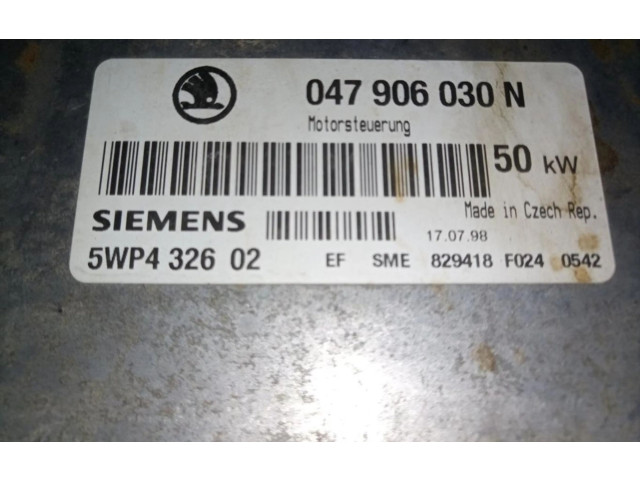 047 906 030 N
Motorsteuerung
50 kW
SIEMENS
Made in Czech Rep.
17.07.98
5WP4 326 02 EF SME 829418 F024 0542